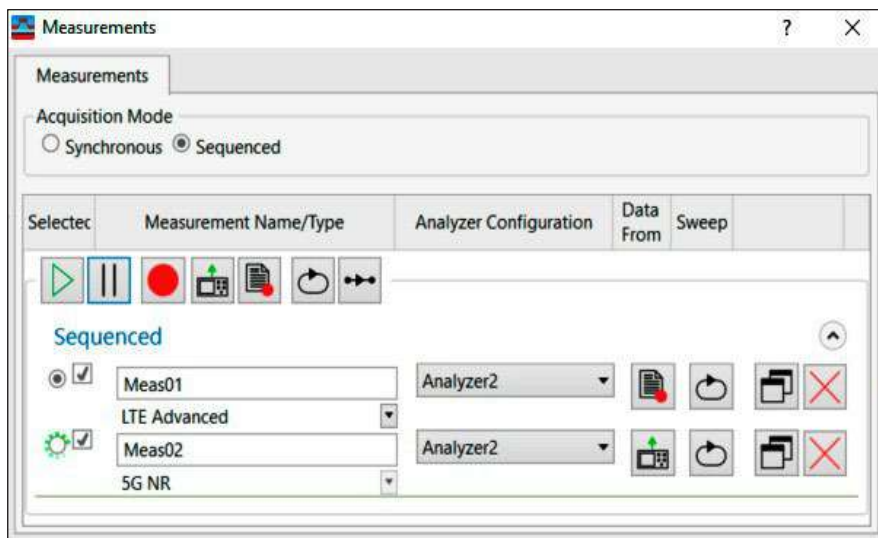 Measurements
?
Measurements
Acquisition Mode
Synchronous Sequenced
Selectec Measurement Name/Type Analyzer Configuration Data From Sweep
Sequenced
Meas01 Analyzer2
LTE Advanced
Meas02 Analyzer2
5G NR